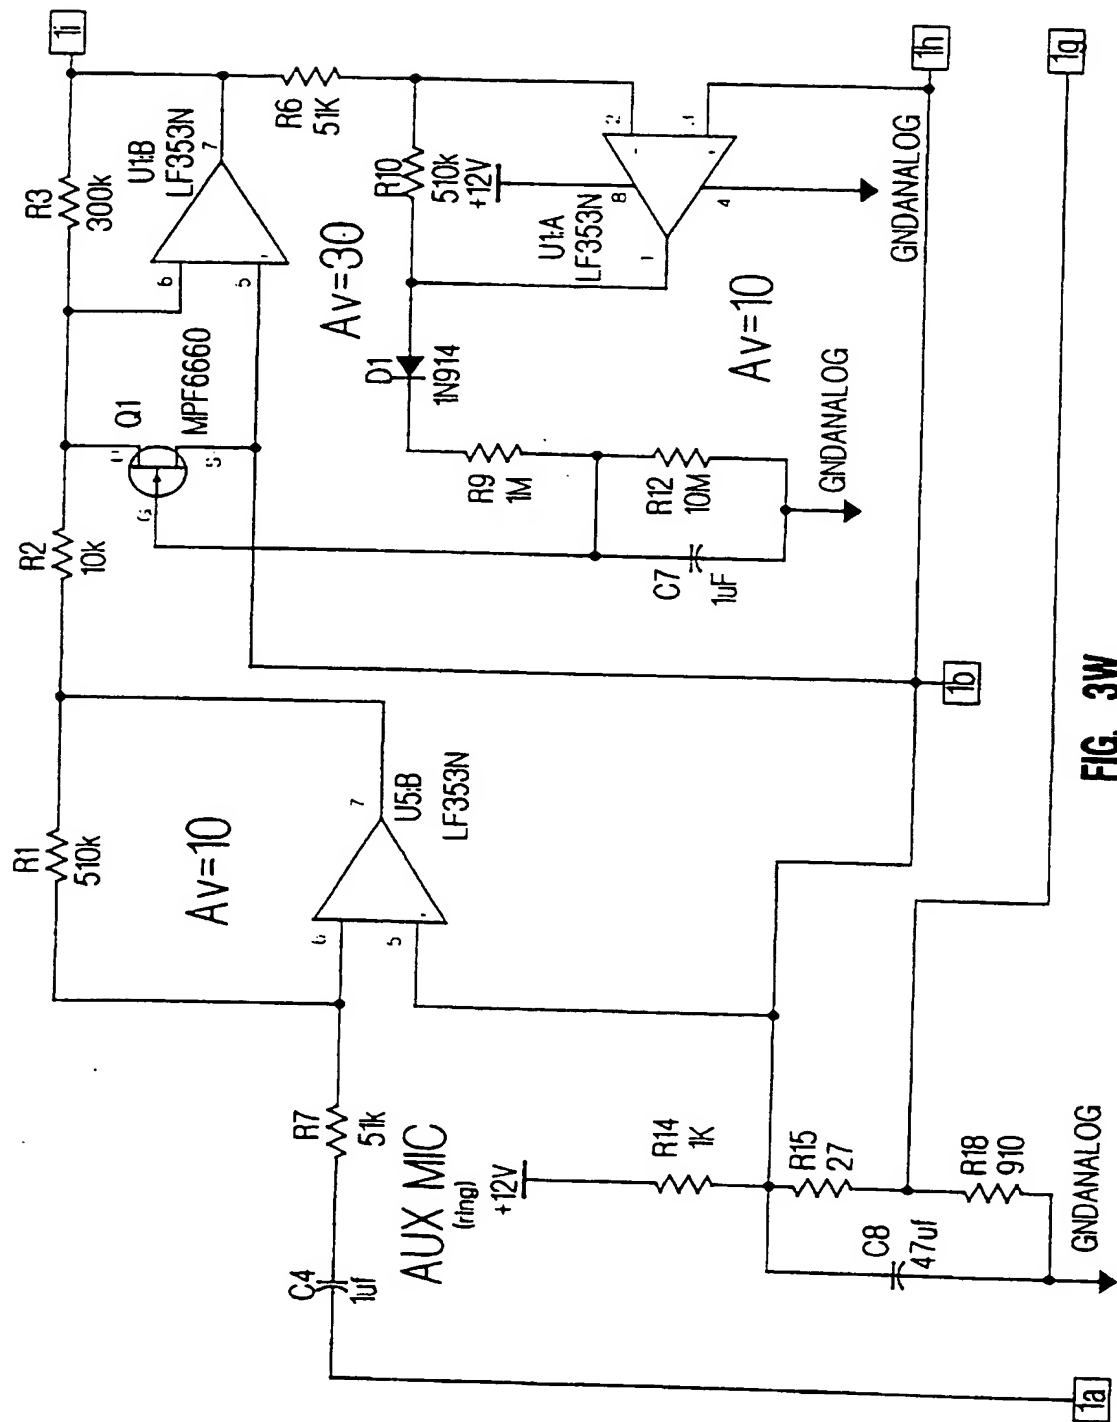 1i
R3
300k
U1:B
LF353N
7
6
5
R6
51K
R10
510k
+12V
2
3
8
4
1
U1:A
LF353N
GNDANALOG
1h
1g
Av=30
Av=10
Q1
MPF6660
G
S
D1
1N914
R9
1M
R12
10M
C7
1uF
GNDANALOG
R2
10k
1b
R1
510k
Av=10
7
U5:B
LF353N
6
5
R7
51k
C4
1uf
AUX MIC
(ring)
+12V
R14
1K
R15
27
R18
910
C8
47uf
GNDANALOG
1a
FIG. 3W